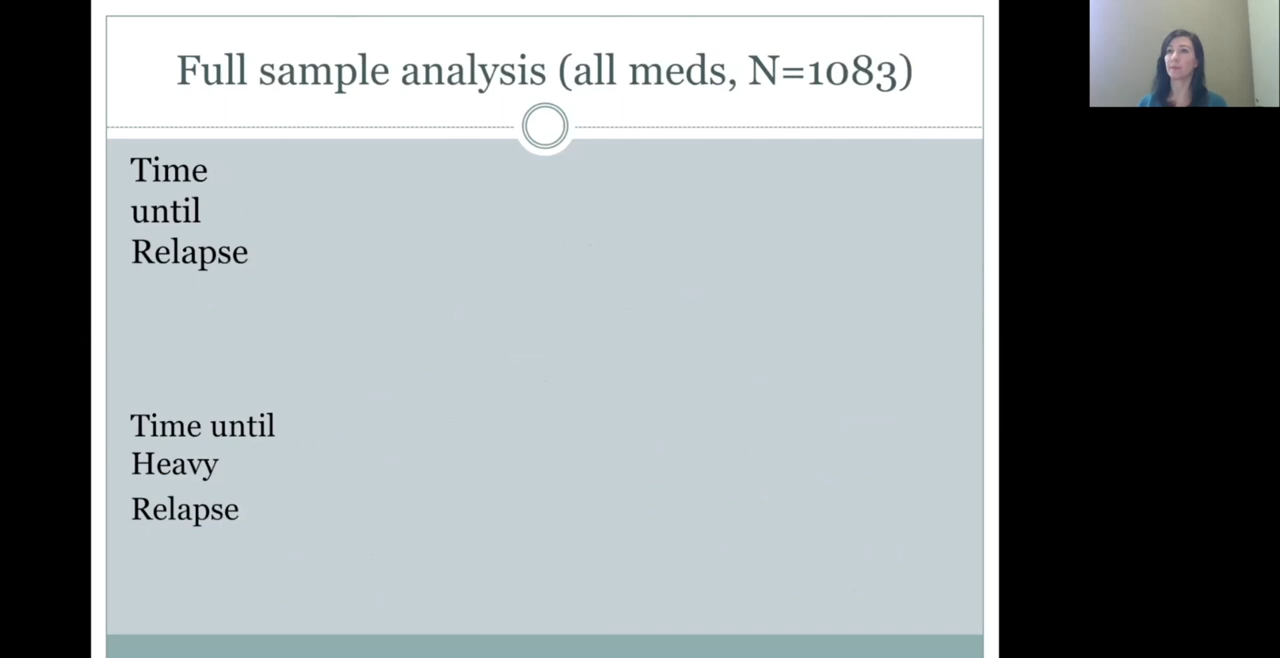 Full sample analysis (all meds, N=1083)
Time
until
Relapse
Time until
Heavy
Relapse